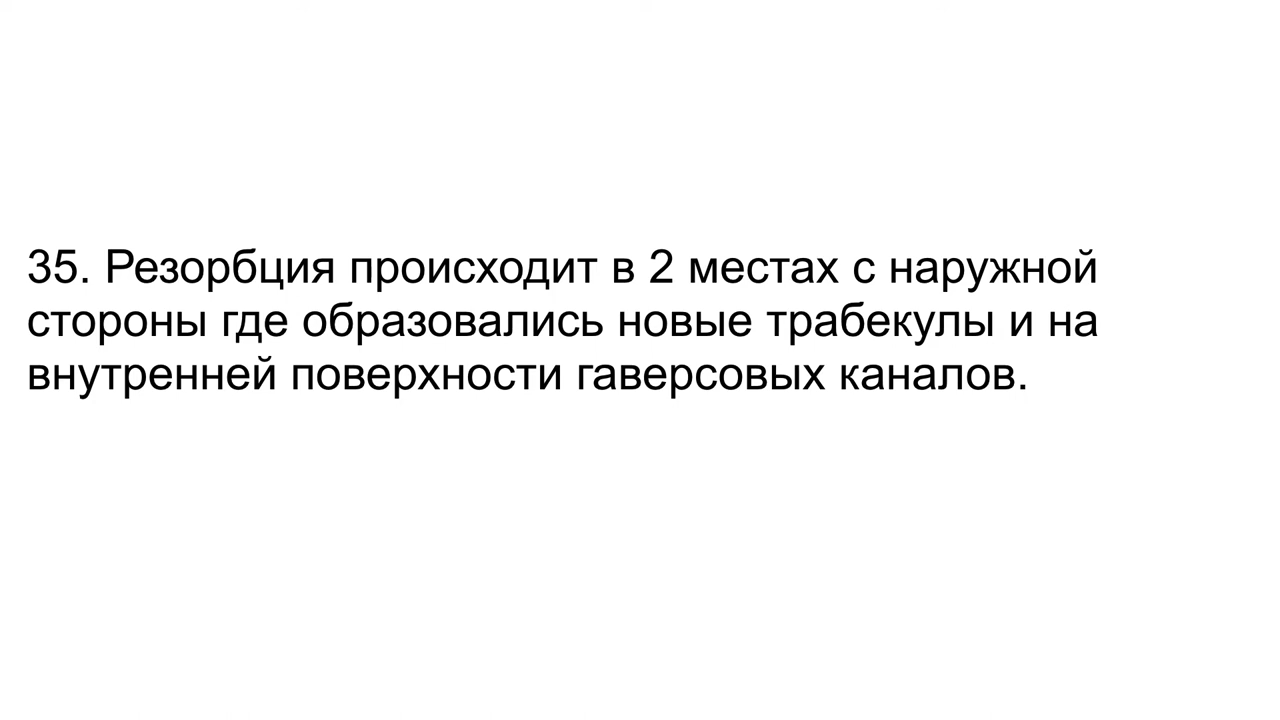 35. Резорбция происходит в 2 местах с наружной
стороны где образовались новые трабекулы и на
внутренней поверхности гаверсовых каналов.